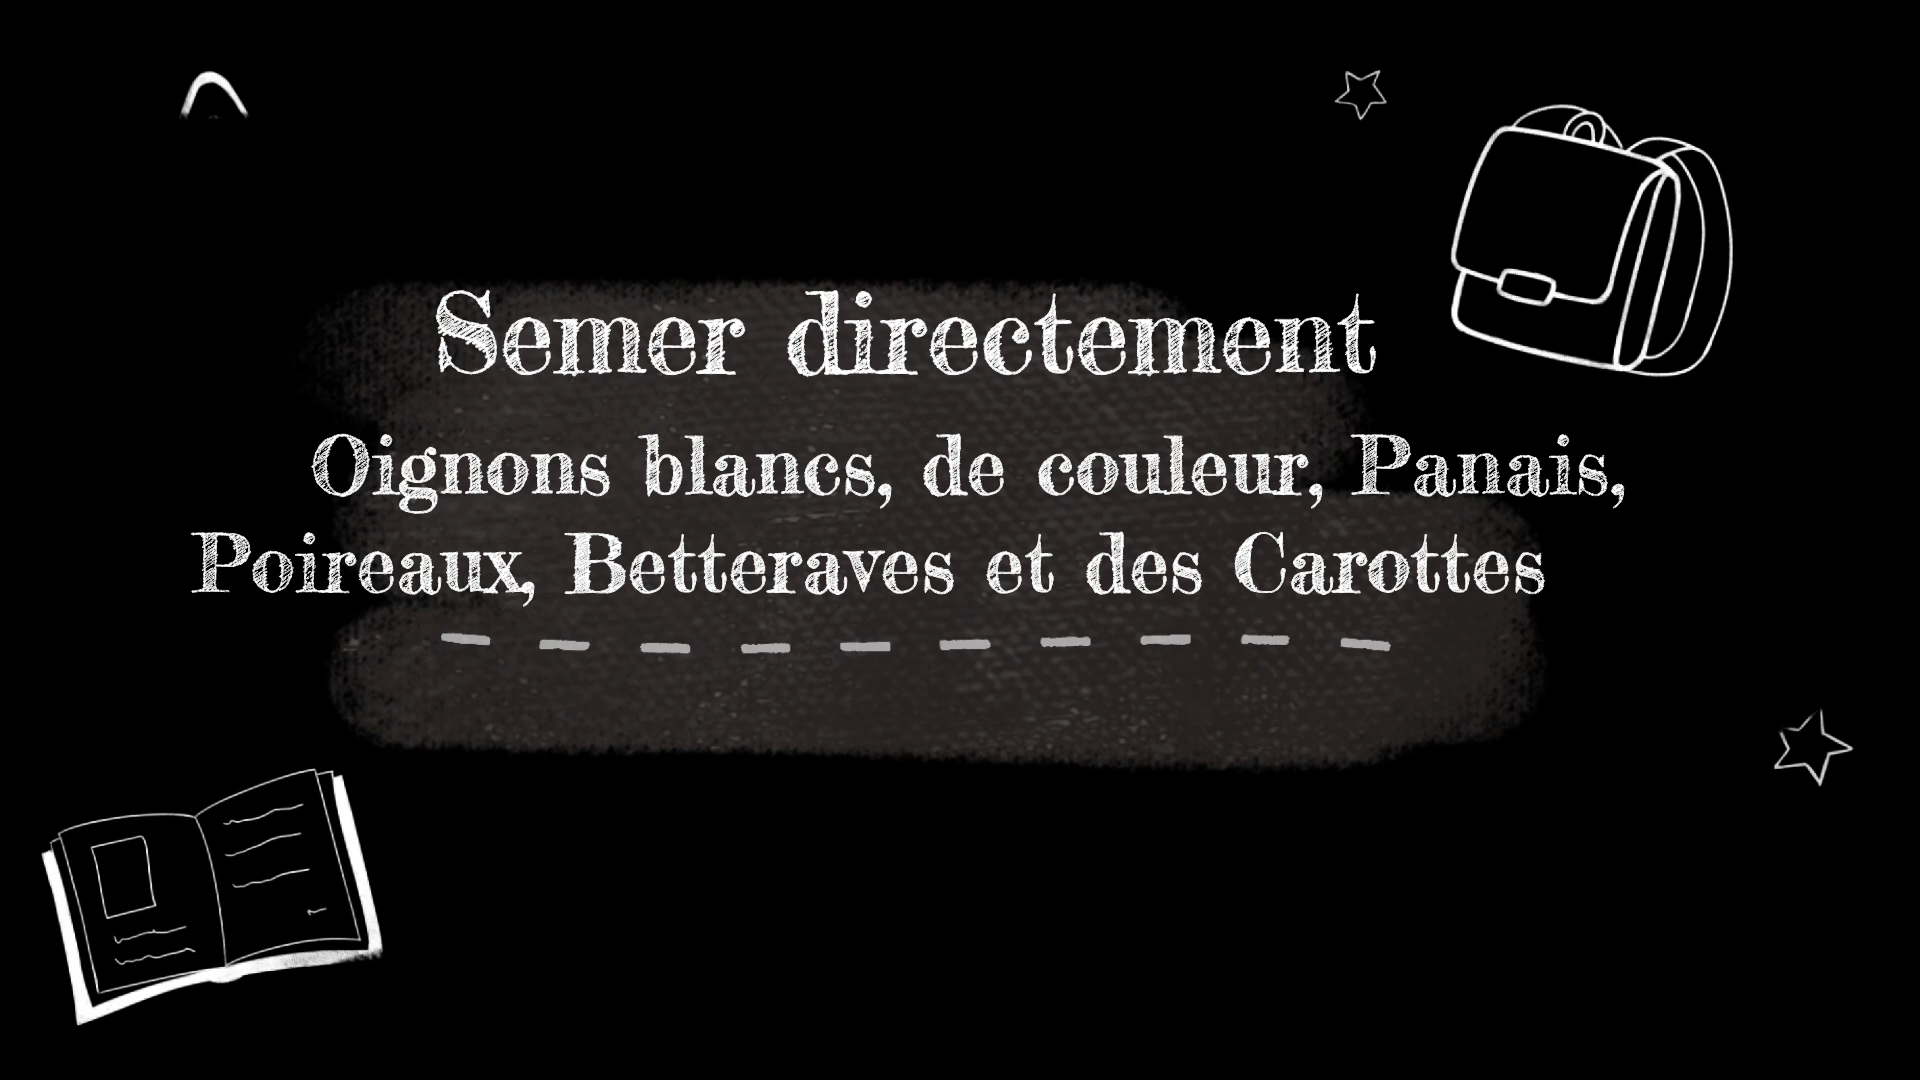 Semer directement
Oignons blancs, de couleur, Panais,
Poireaux, Betteraves et des Carottes